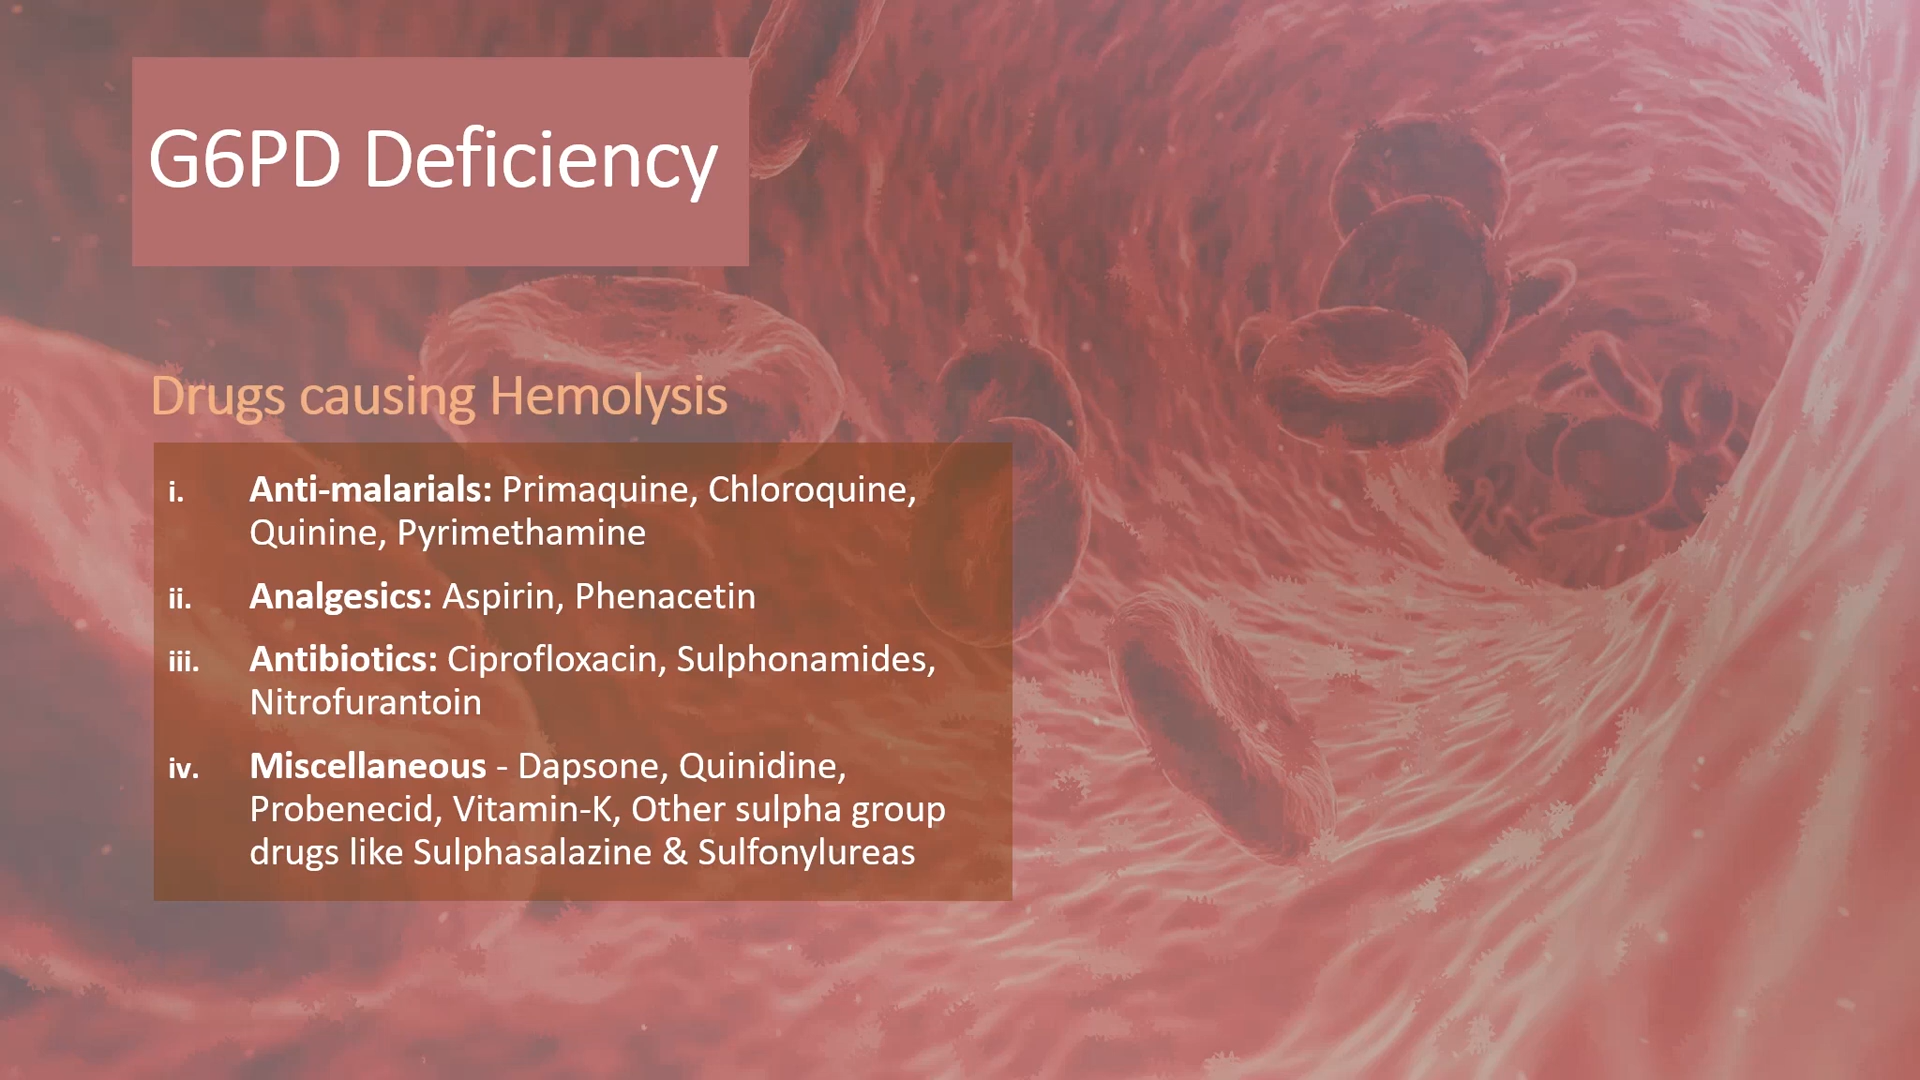 G6PD Deficiency
Drugs causing Hemolysis
i. Anti-malarials: Primaquine, Chloroquine,
Quinine, Pyrimethamine
ii. Analgesics: Aspirin, Phenacetin
iii. Antibiotics: Ciprofloxacin, Sulphonamides,
Nitrofurantoin
iv. Miscellaneous - Dapsone, Quinidine,
Probenecid, Vitamin-K, Other sulpha group
drugs like Sulphasalazine & Sulfonylureas